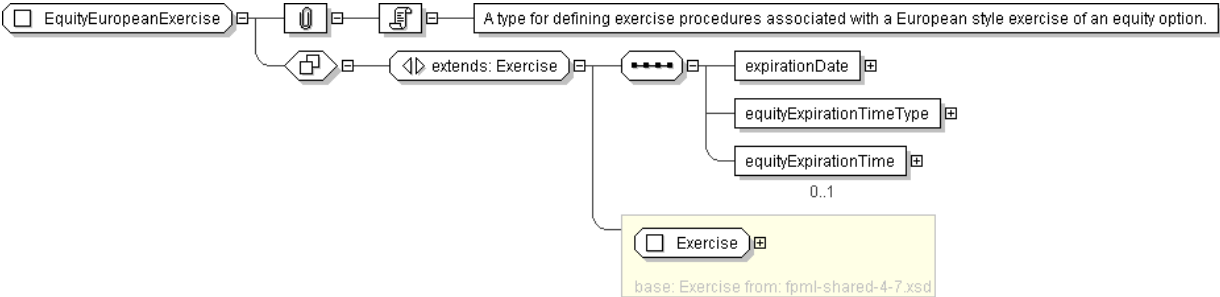 EquityEuropeanExercise
A type for defining exercise procedures associated with a European style exercise of an equity option.
extends: Exercise
expirationDate
equityExpirationTimeType
equityExpirationTime
0..1
Exercise
base: Exercise from: fpml-shared-4-7.xsd